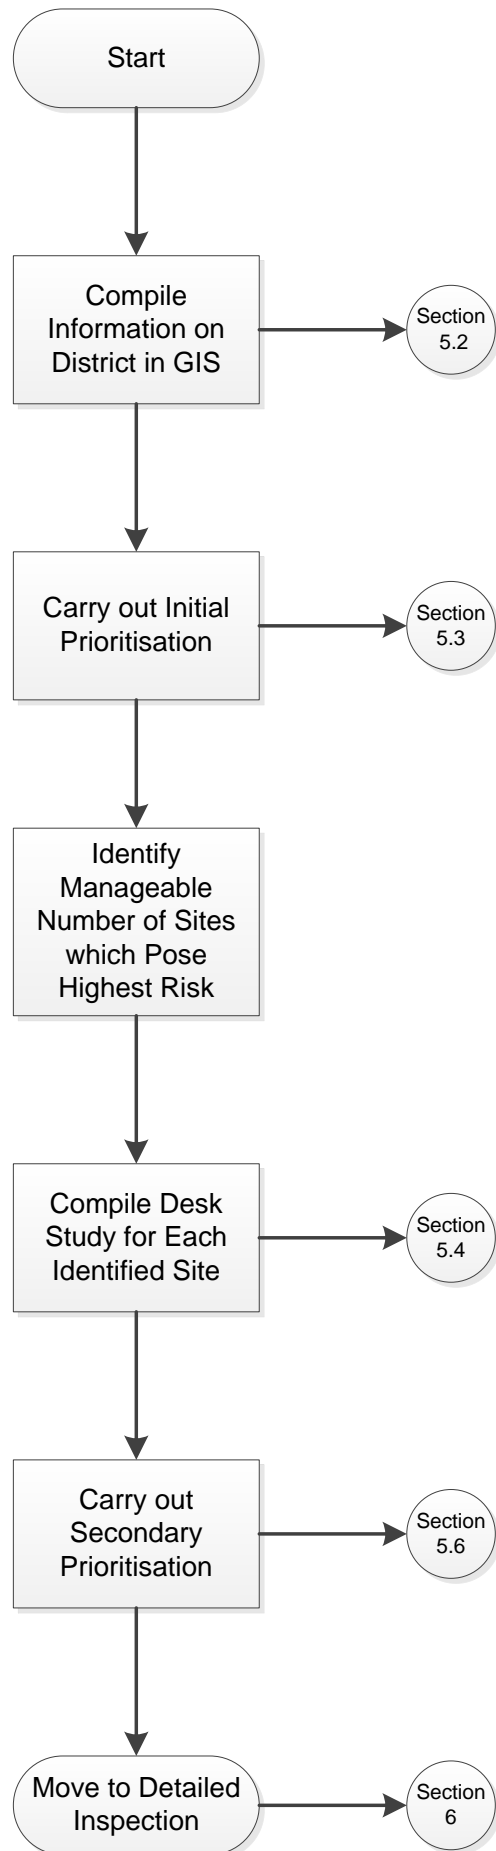 Start
Compile
Information on
District in GIS
Section
5.2
Carry out Initial
Prioritisation
Section
5.3
Identify
Manageable
Number of Sites
which Pose
Highest Risk
Compile Desk
Study for Each
Identified Site
Section
5.4
Carry out
Secondary
Prioritisation
Section
5.6
Move to Detailed
Inspection
Section
6